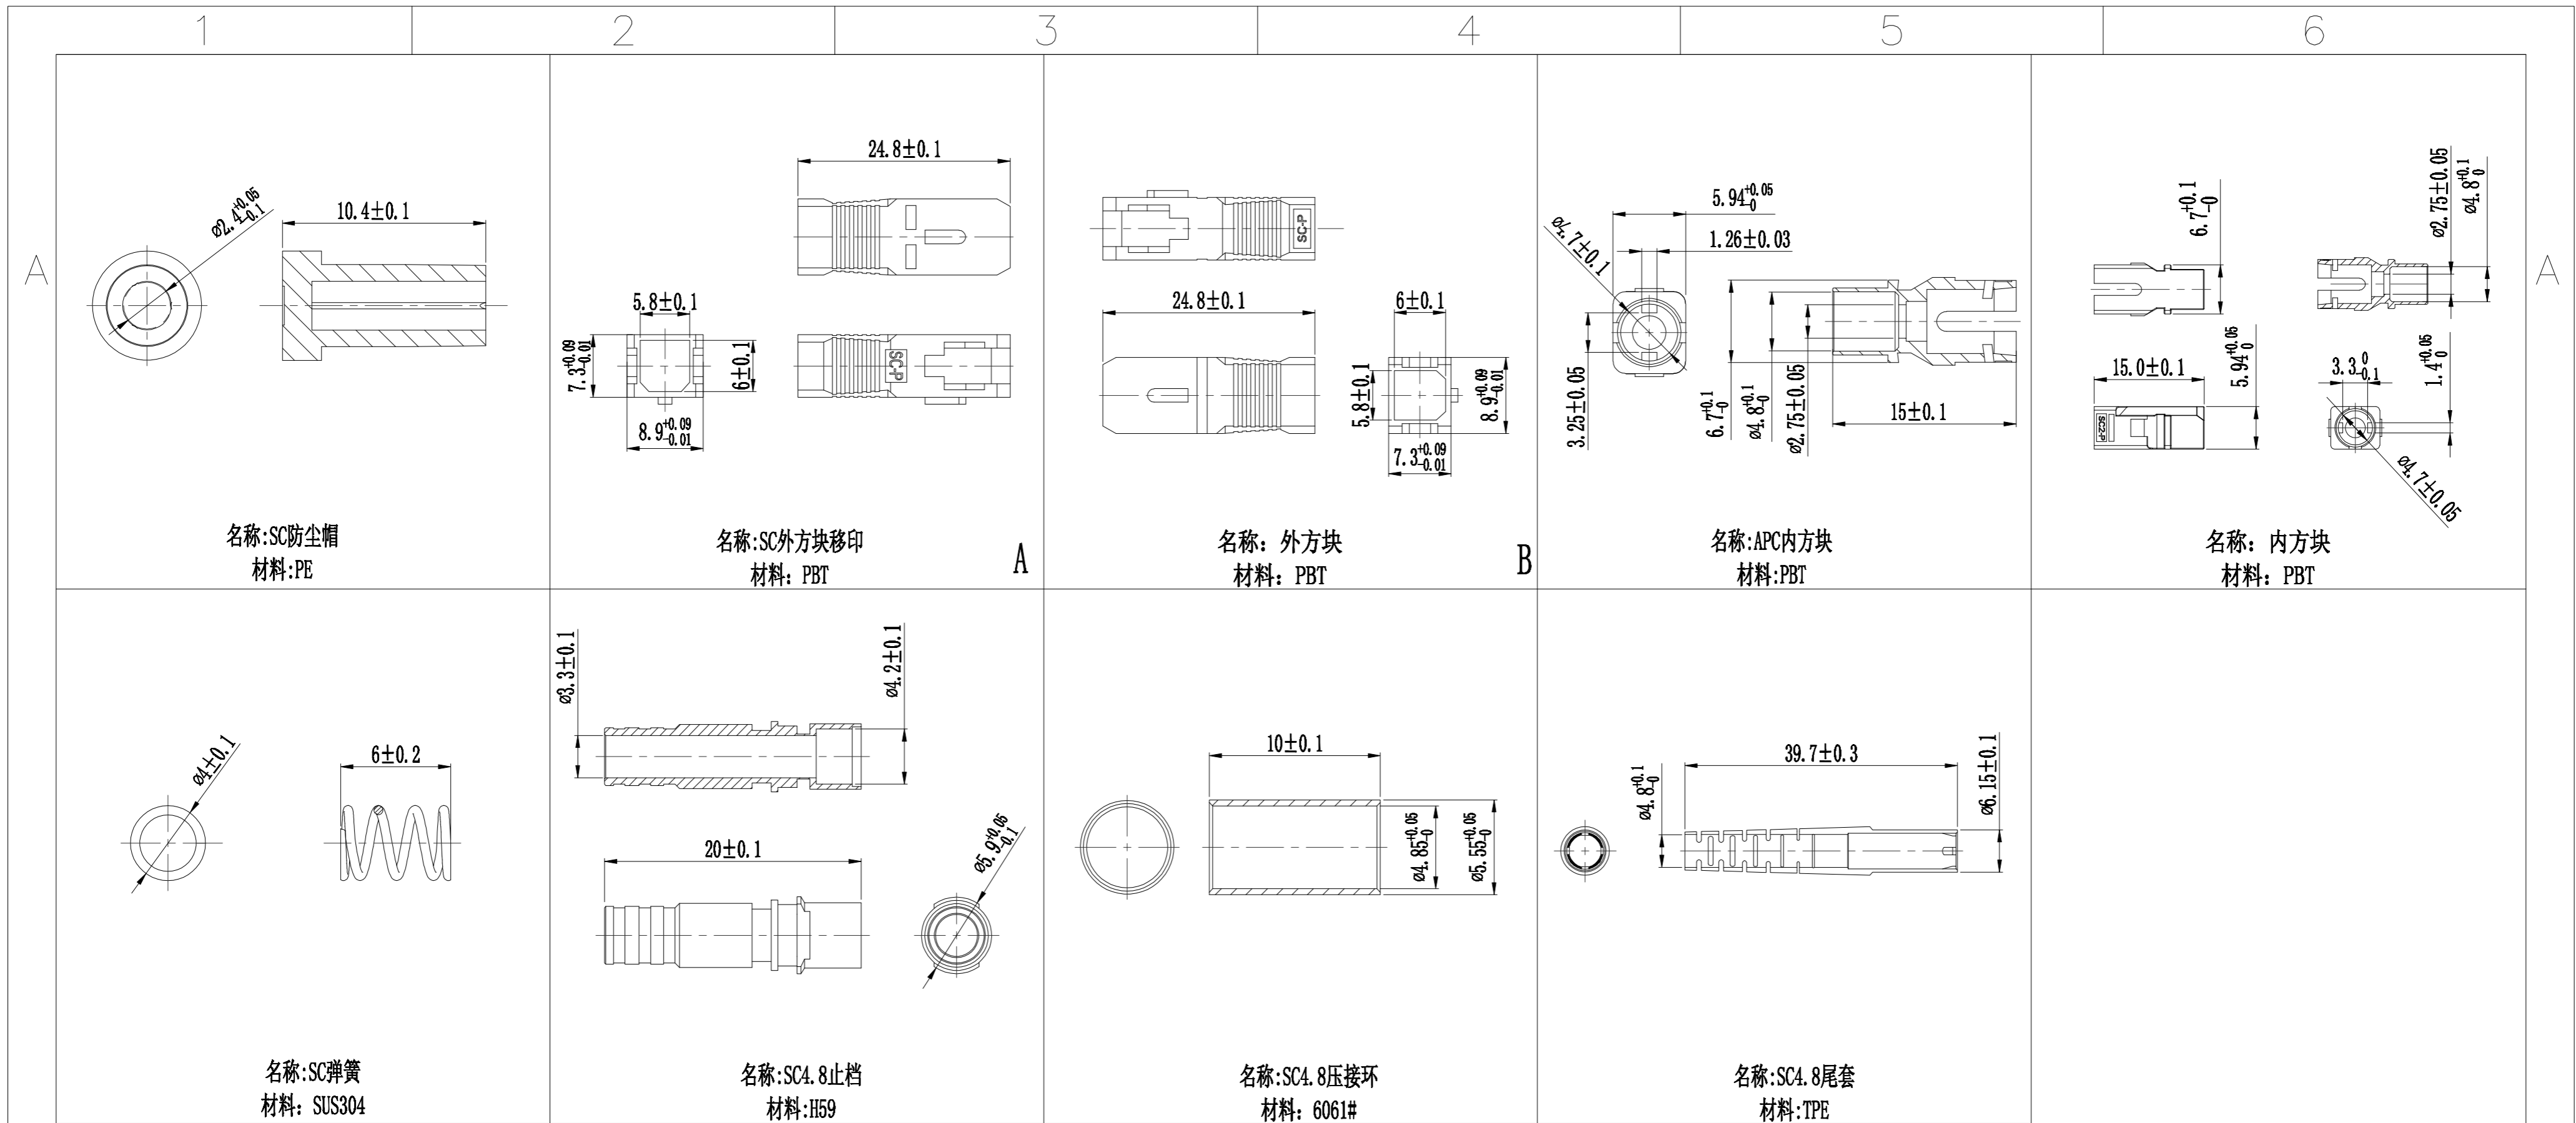 1 2 3 4 5 6
A
A
ø2.4+0.05-0.1
10.4±0.1
名称:SC防尘帽
材料:PE
24.8±0.1
5.8±0.1
7.3+0.09-0.01
6±0.1
SC-P
8.9+0.09-0.01
名称:SC外方块移印
材料: PBT
A
SC-P
24.8±0.1
6±0.1
5.8±0.1
8.9+0.09-0.01
7.3+0.09-0.01
名称: 外方块
材料: PBT
B
5.94+0.05-0
ø4.7±0.1
1.26±0.03
3.25±0.05
6.7+0.1-0
ø4.8+0.1-0
ø2.75±0.05
15±0.1
名称:APC内方块
材料:PBT
6.7+0.1-0
ø2.75±0.05
ø4.8+0.1-0
15.0±0.1
5.94+0.05 0
SC2-P
3.3 0-0.1
1.4+0.05 0
ø4.7±0.05
名称: 内方块
材料: PBT
ø4±0.1
6±0.2
名称:SC弹簧
材料: SUS304
ø3.3±0.1
ø4.2±0.1
20±0.1
ø5.9+0.05-0.1
名称:SC4.8止档
材料:H59
10±0.1
ø4.85+0.05-0
ø5.55+0.05-0
名称:SC4.8压接环
材料: 6061#
39.7±0.3
ø4.8+0.1-0
ø6.15±0.1
名称:SC4.8尾套
材料:TPE